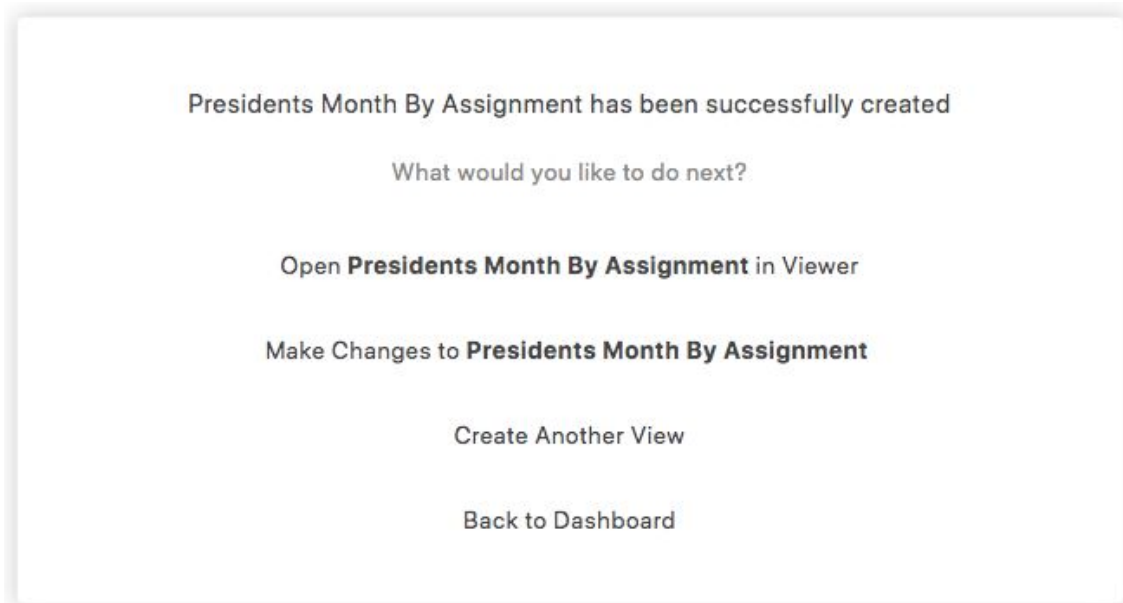 Presidents Month By Assignment has been successfully created
What would you like to do next?
Open Presidents Month By Assignment in Viewer
Make Changes to Presidents Month By Assignment
Create Another View
Back to Dashboard